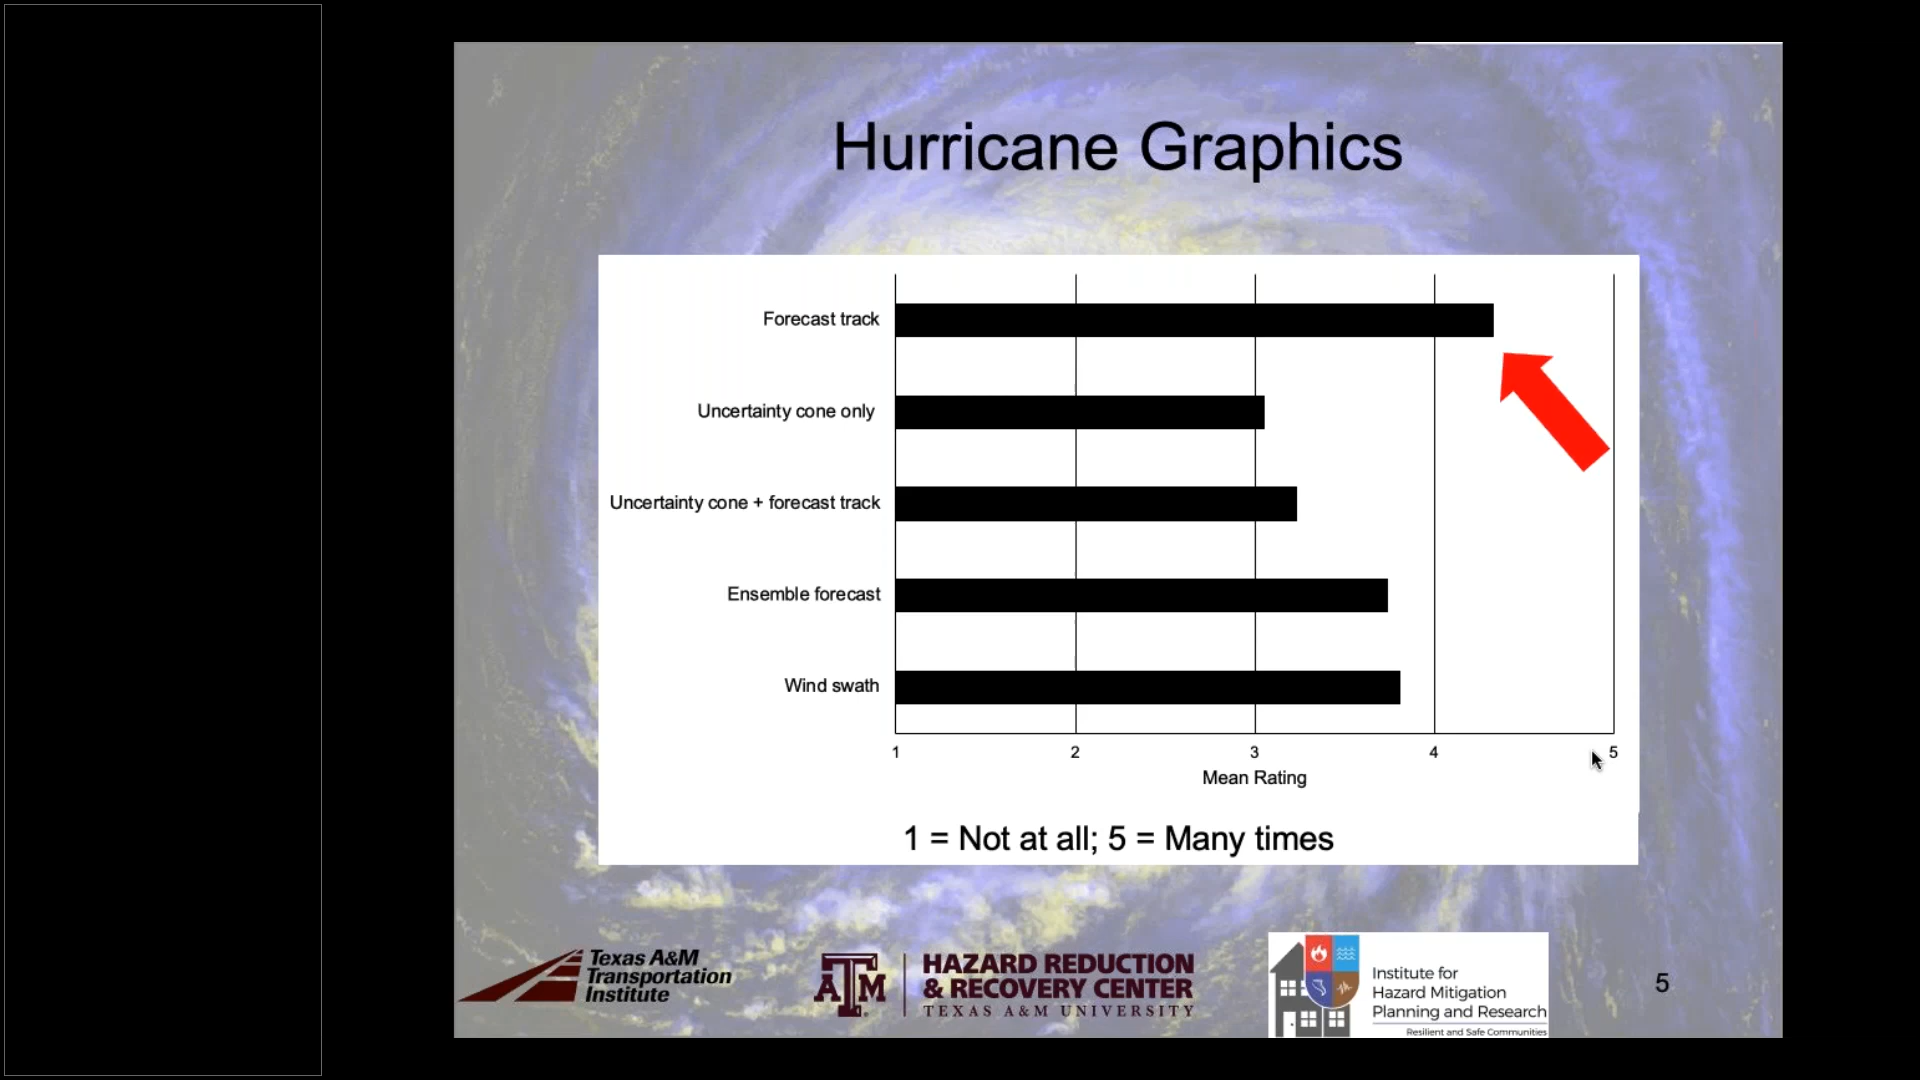 Hurricane Graphics
Forecast track
Uncertainty cone only
Uncertainty cone + forecast track
Ensemble forecast
Wind swath
1 2 3 4 5
Mean Rating
1 = Not at all; 5 = Many times
Texas A&M
Transportation
Institute
ATM
HAZARD REDUCTION
& RECOVERY CENTER
TEXAS A&M UNIVERSITY
Institute for
Hazard Mitigation
Planning and Research
Resilient and Safe Communities
5